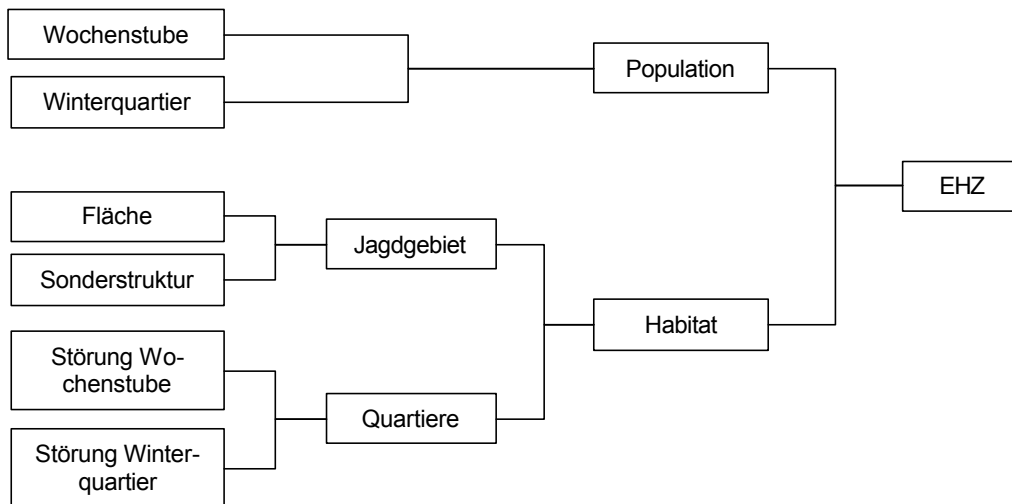 Wochenstube
Winterquartier
Population
EHZ
Fläche
Sonderstruktur
Jagdgebiet
Habitat
Störung Wo-
chenstube
Störung Winter-
quartier
Quartiere